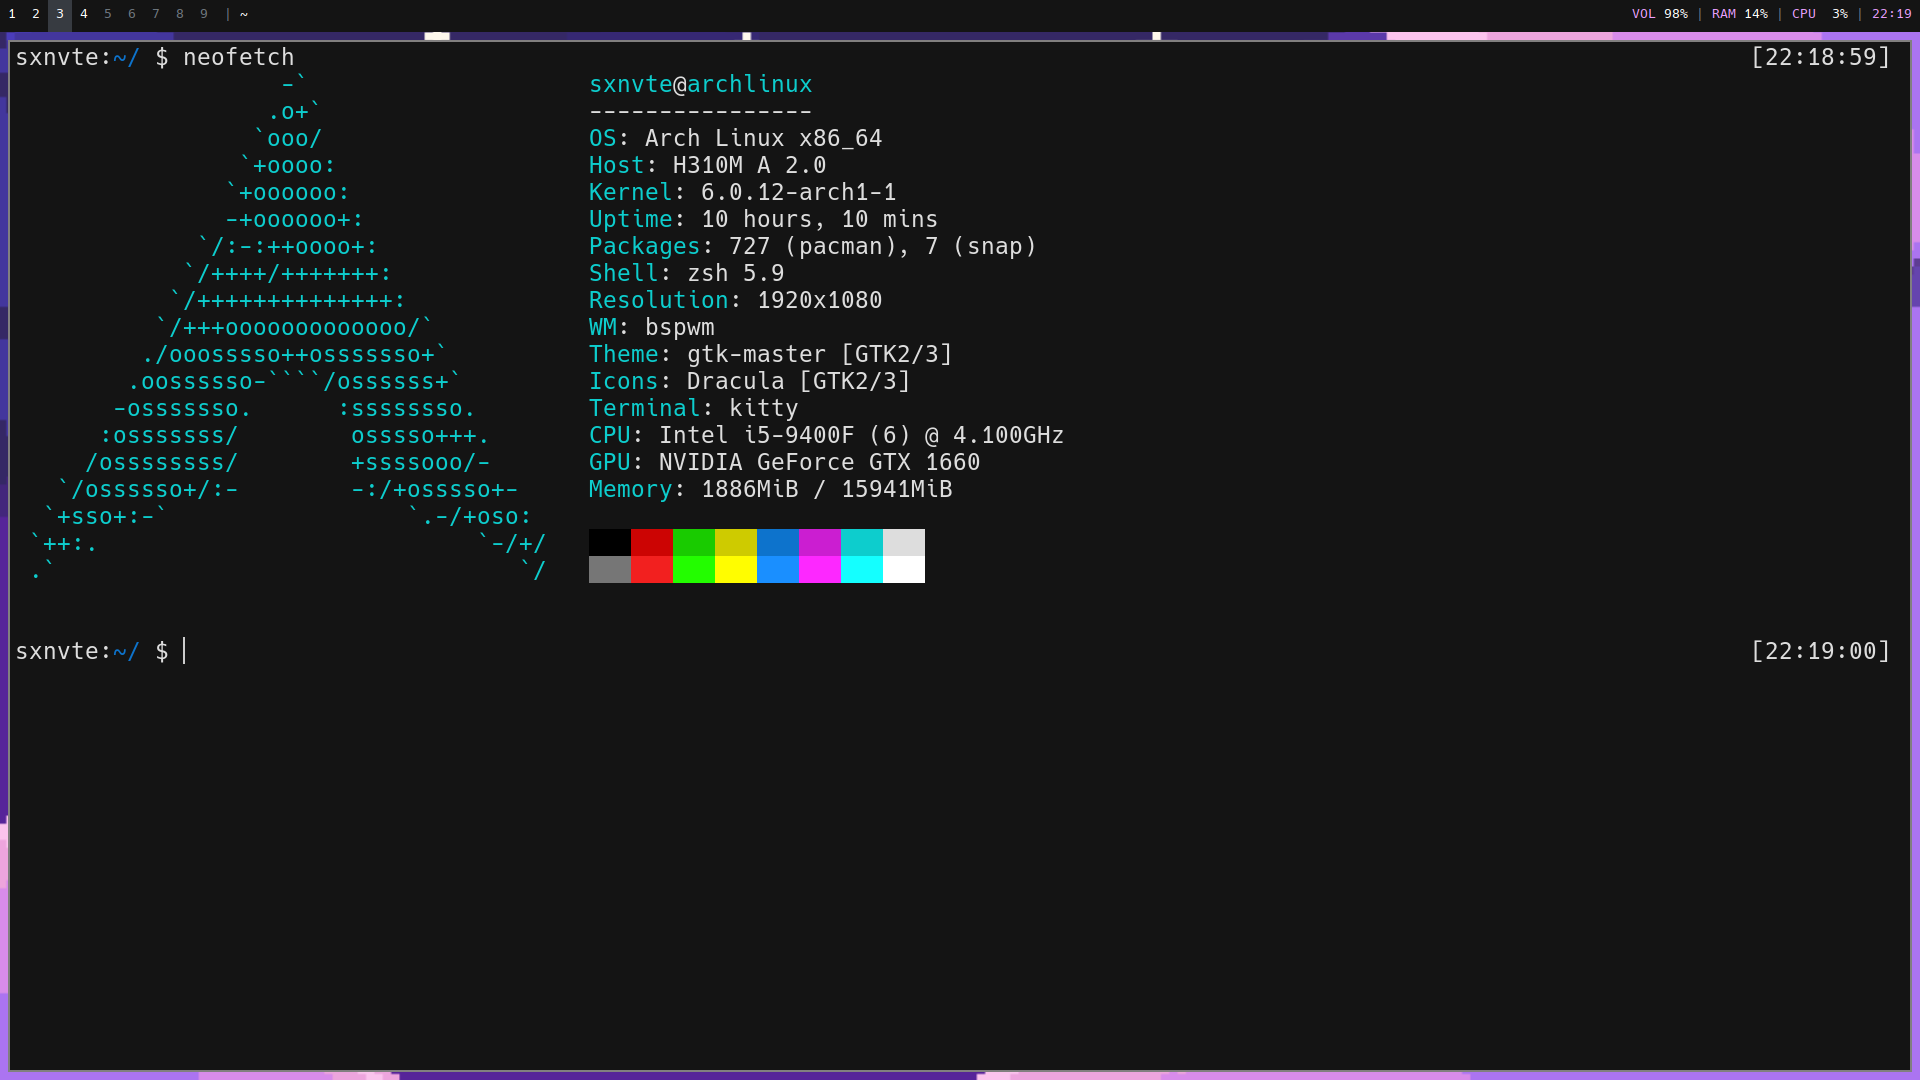 1 2 3 4 5 6 7 8 9 | ~ VOL 98% | RAM 14% | CPU 3% | 22:19
sxnvte:~/ $ neofetch [22:18:59]
                   -`                    sxnvte@archlinux
                  .o+`                   ----------------
                 `ooo/                   OS: Arch Linux x86_64
                `+oooo:                  Host: H310M A 2.0
               `+oooooo:                 Kernel: 6.0.12-arch1-1
               -+oooooo+:                Uptime: 10 hours, 10 mins
             `/:-:++oooo+:               Packages: 727 (pacman), 7 (snap)
            `/++++/+++++++:              Shell: zsh 5.9
           `/++++++++++++++:             Resolution: 1920x1080
          `/+++ooooooooooooo/`           WM: bspwm
         ./ooosssso++osssssso+`          Theme: gtk-master [GTK2/3]
        .oossssso-````/ossssss+`         Icons: Dracula [GTK2/3]
       -osssssso.      :ssssssso.        Terminal: kitty
      :osssssss/        osssso+++.       CPU: Intel i5-9400F (6) @ 4.100GHz
     /ossssssss/        +ssssooo/-       GPU: NVIDIA GeForce GTX 1660
   `/ossssso+/:-        -:/+osssso+-     Memory: 1886MiB / 15941MiB
  `+sso+:-`                 `.-/+oso:
 `++:.                           `-/+/
 .`                                 `/
sxnvte:~/ $ [22:19:00]